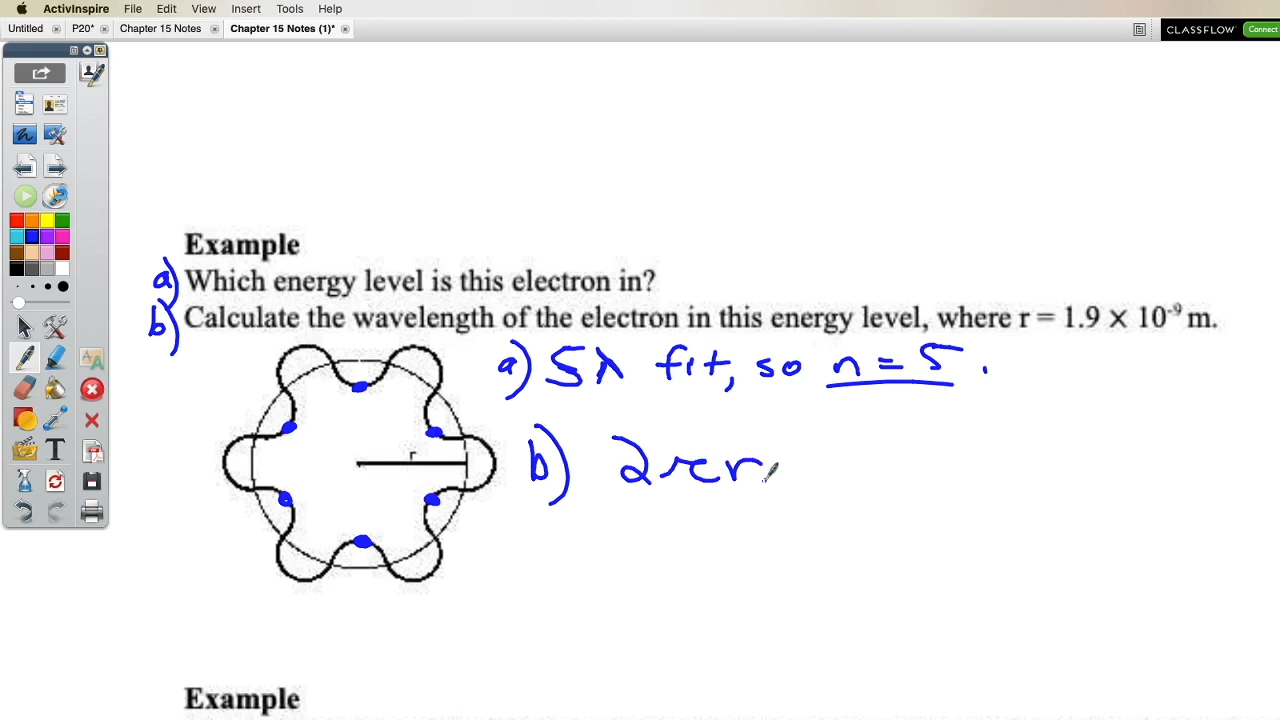 ActivInspire File Edit View Insert Tools Help
Untitled P20* Chapter 15 Notes Chapter 15 Notes (1)*
CLASSFLOW Connect
Example
a) Which energy level is this electron in?
b) Calculate the wavelength of the electron in this energy level, where r = 1.9 × 10⁻⁹ m.
a) 5λ fit, so n = 5.
r
b) 2πr
T
Example